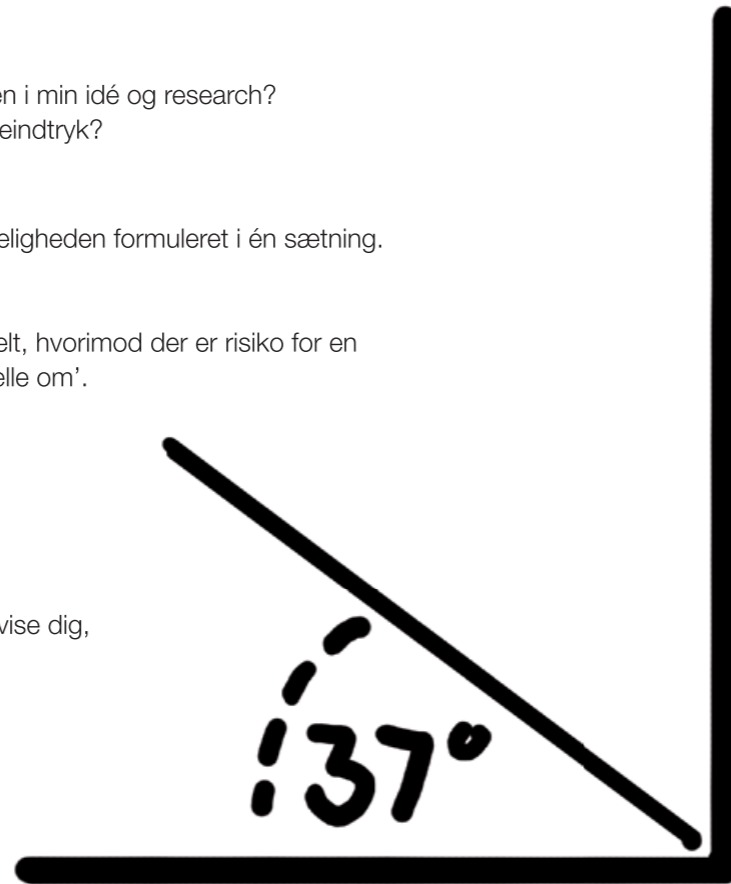 en i min idé og research?
eindtryk?
eligheden formuleret i én sætning.
elt, hvorimod der er risiko for en
elle om’.
vise dig,
37°